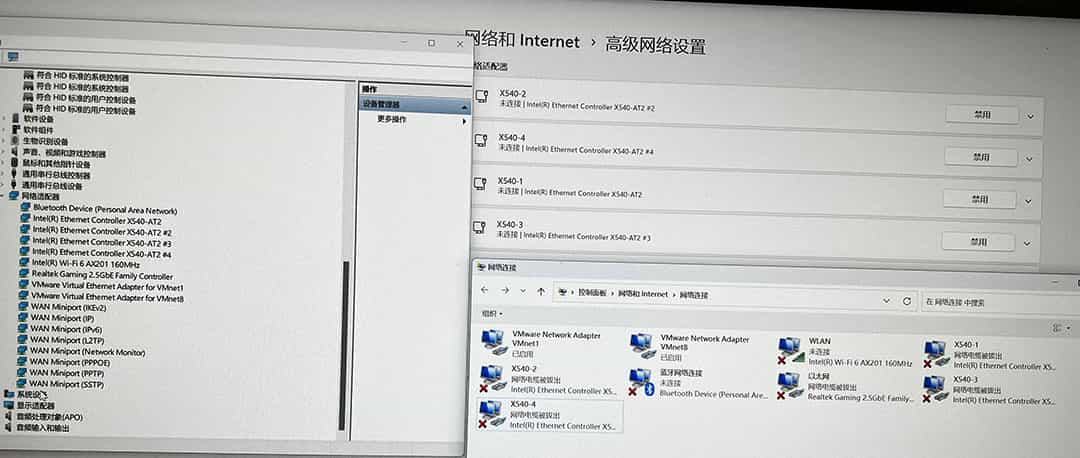 符合 HID 标准的系统控制器
符合 HID 标准的系统控制器
符合 HID 标准的用户控制设备
符合 HID 标准的用户控制设备
软件设备
软件组件
生物识别设备
声音、视频和游戏控制器
鼠标和其他指针设备
通用串行总线控制器
通用串行总线设备
网络适配器
Bluetooth Device (Personal Area Network)
Intel(R) Ethernet Controller X540-AT2
Intel(R) Ethernet Controller X540-AT2 #2
Intel(R) Ethernet Controller X540-AT2 #3
Intel(R) Ethernet Controller X540-AT2 #4
Intel(R) Wi-Fi 6 AX201 160MHz
Realtek Gaming 2.5GbE Family Controller
VMware Virtual Ethernet Adapter for VMnet1
VMware Virtual Ethernet Adapter for VMnet8
WAN Miniport (IKEv2)
WAN Miniport (IP)
WAN Miniport (IPv6)
WAN Miniport (L2TP)
WAN Miniport (Network Monitor)
WAN Miniport (PPPOE)
WAN Miniport (PPTP)
WAN Miniport (SSTP)
系统设
显示适配器
音频处理对象(APO)
音频输入和输出
操作
设备管理器
更多操作
网络和 Internet › 高级网络设置
络适配器
X540-2
未连接 | Intel(R) Ethernet Controller X540-AT2 #2
禁用
X540-4
未连接 | Intel(R) Ethernet Controller X540-AT2 #4
禁用
X540-1
未连接 | Intel(R) Ethernet Controller X540-AT2
禁用
X540-3
未连接 | Intel(R) Ethernet Controller X540-AT2 #3
禁用
网络连接
控制面板 › 网络和 Internet › 网络连接
在 网络连接 中搜索
组织
VMware Network Adapter
VMnet1
已启用
VMware Network Adapter
VMnet8
已启用
WLAN
未连接
Intel(R) Wi-Fi 6 AX201 160MHz
X540-1
网络电缆被拔出
Intel(R) Ethernet Controller X5...
X540-2
网络电缆被拔出
Intel(R) Ethernet Controller X5...
蓝牙网络连接
未连接
Bluetooth Device (Personal Are...
以太网
网络电缆被拔出
Realtek Gaming 2.5GbE Family...
X540-3
网络电缆被拔出
Intel(R) Ethernet Controller X5...
X540-4
网络电缆被拔出
Intel(R) Ethernet Controller X5...